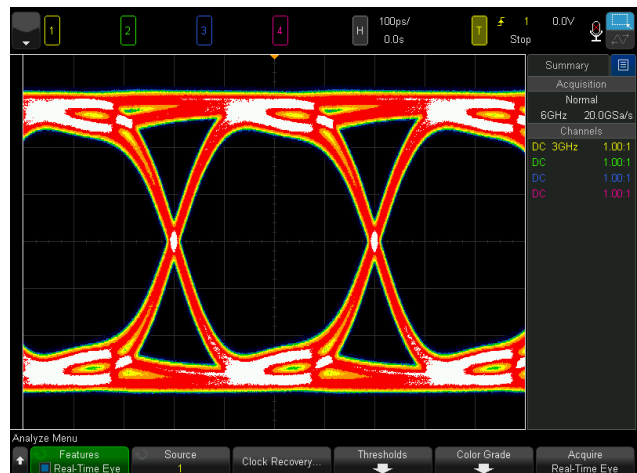 1
2
3
4
H
100ps/
0.0s
T
1
0.0V
Stop
Summary
Acquisition
Normal
6GHz 20.0GSa/s
Channels
DC 3GHz 1.00:1
DC 1.00:1
DC 1.00:1
DC 1.00:1
Analyze Menu
Features
Real-Time Eye
Source
1
Clock Recovery...
Thresholds
Color Grade
Acquire
Real-Time Eye